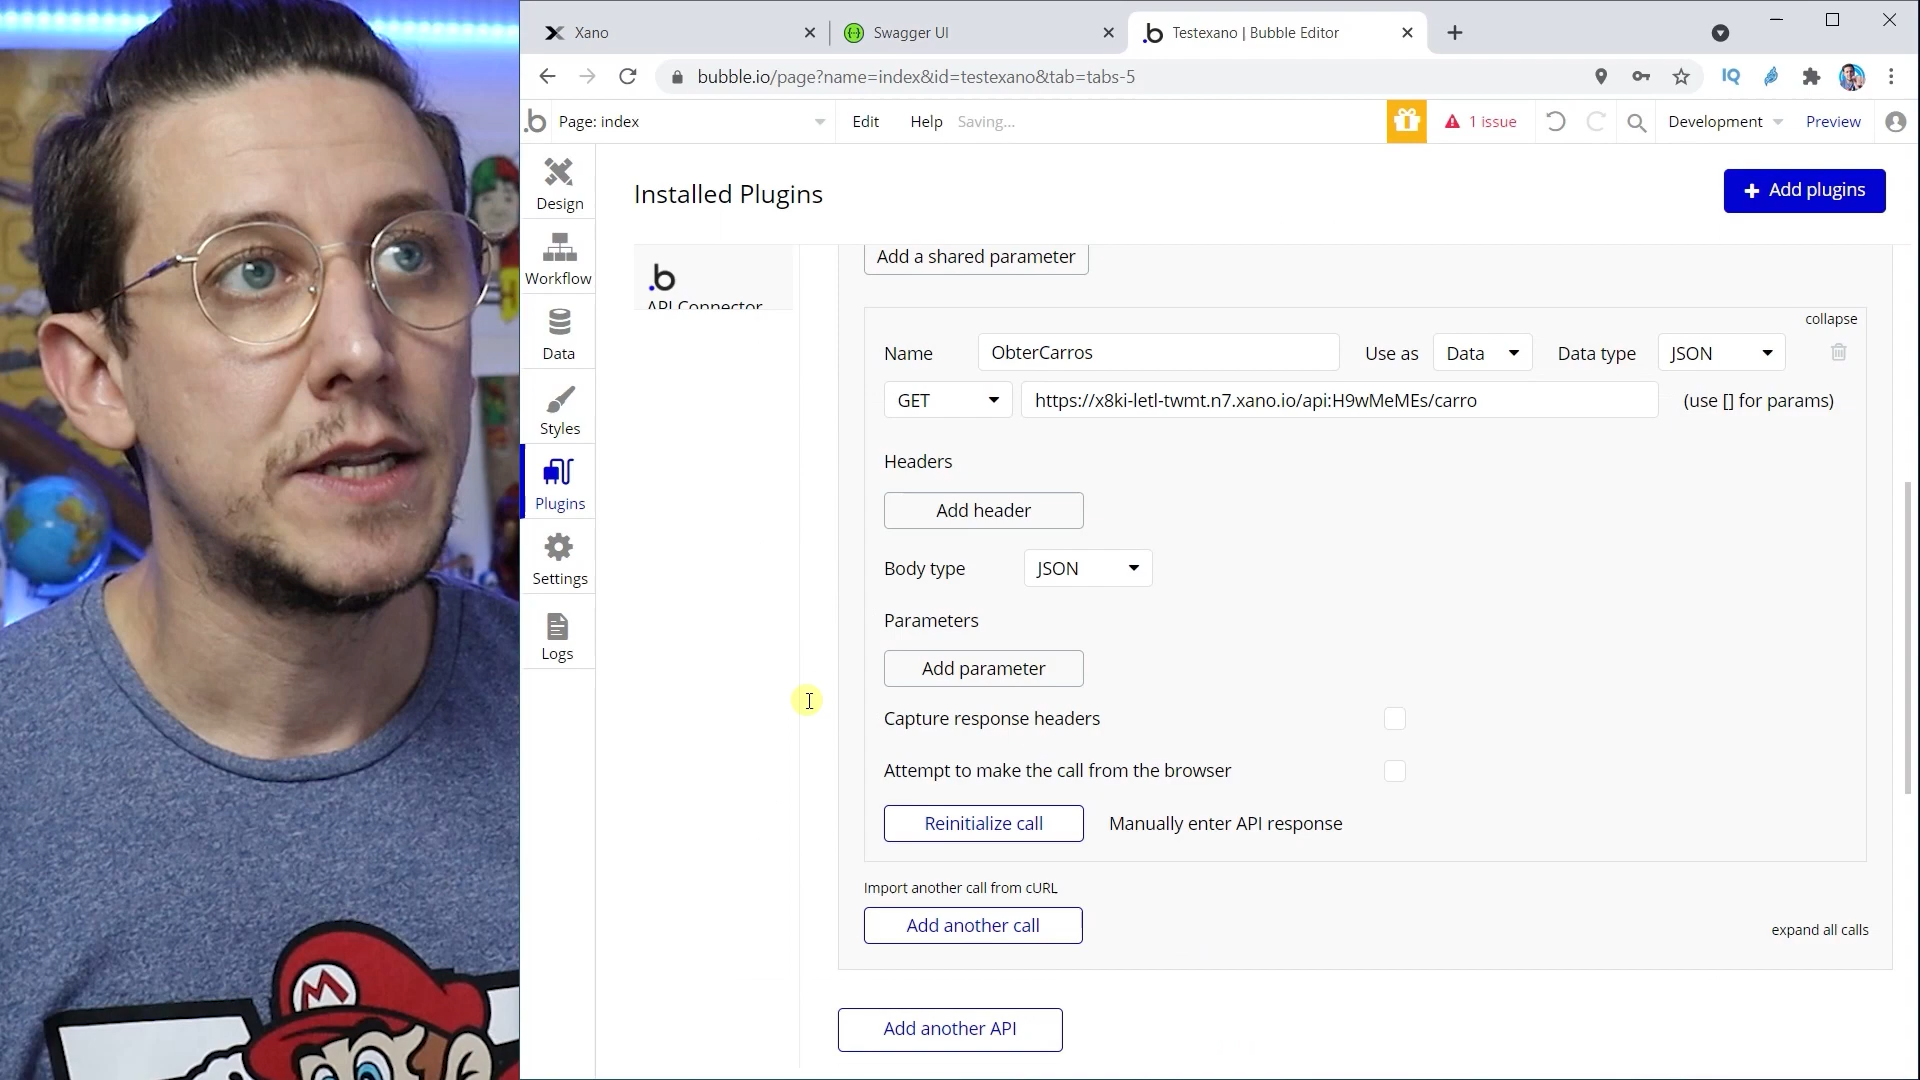 Xano
Swagger UI
Testexano | Bubble Editor
bubble.io/page?name=index&id=testexano&tab=tabs-5
IQ
Page: index
Edit
Help
Saving...
1 issue
Development
Preview
Design
Workflow
Data
Styles
Plugins
Settings
Logs
Installed Plugins
Add plugins
API Connector
Add a shared parameter
collapse
Name
ObterCarros
Use as
Data
Data type
JSON
GET
https://x8ki-letl-twmt.n7.xano.io/api:H9wMeMEs/carro
(use [] for params)
Headers
Add header
Body type
JSON
Parameters
Add parameter
Capture response headers
Attempt to make the call from the browser
Reinitialize call
Manually enter API response
Import another call from cURL
Add another call
expand all calls
Add another API
M